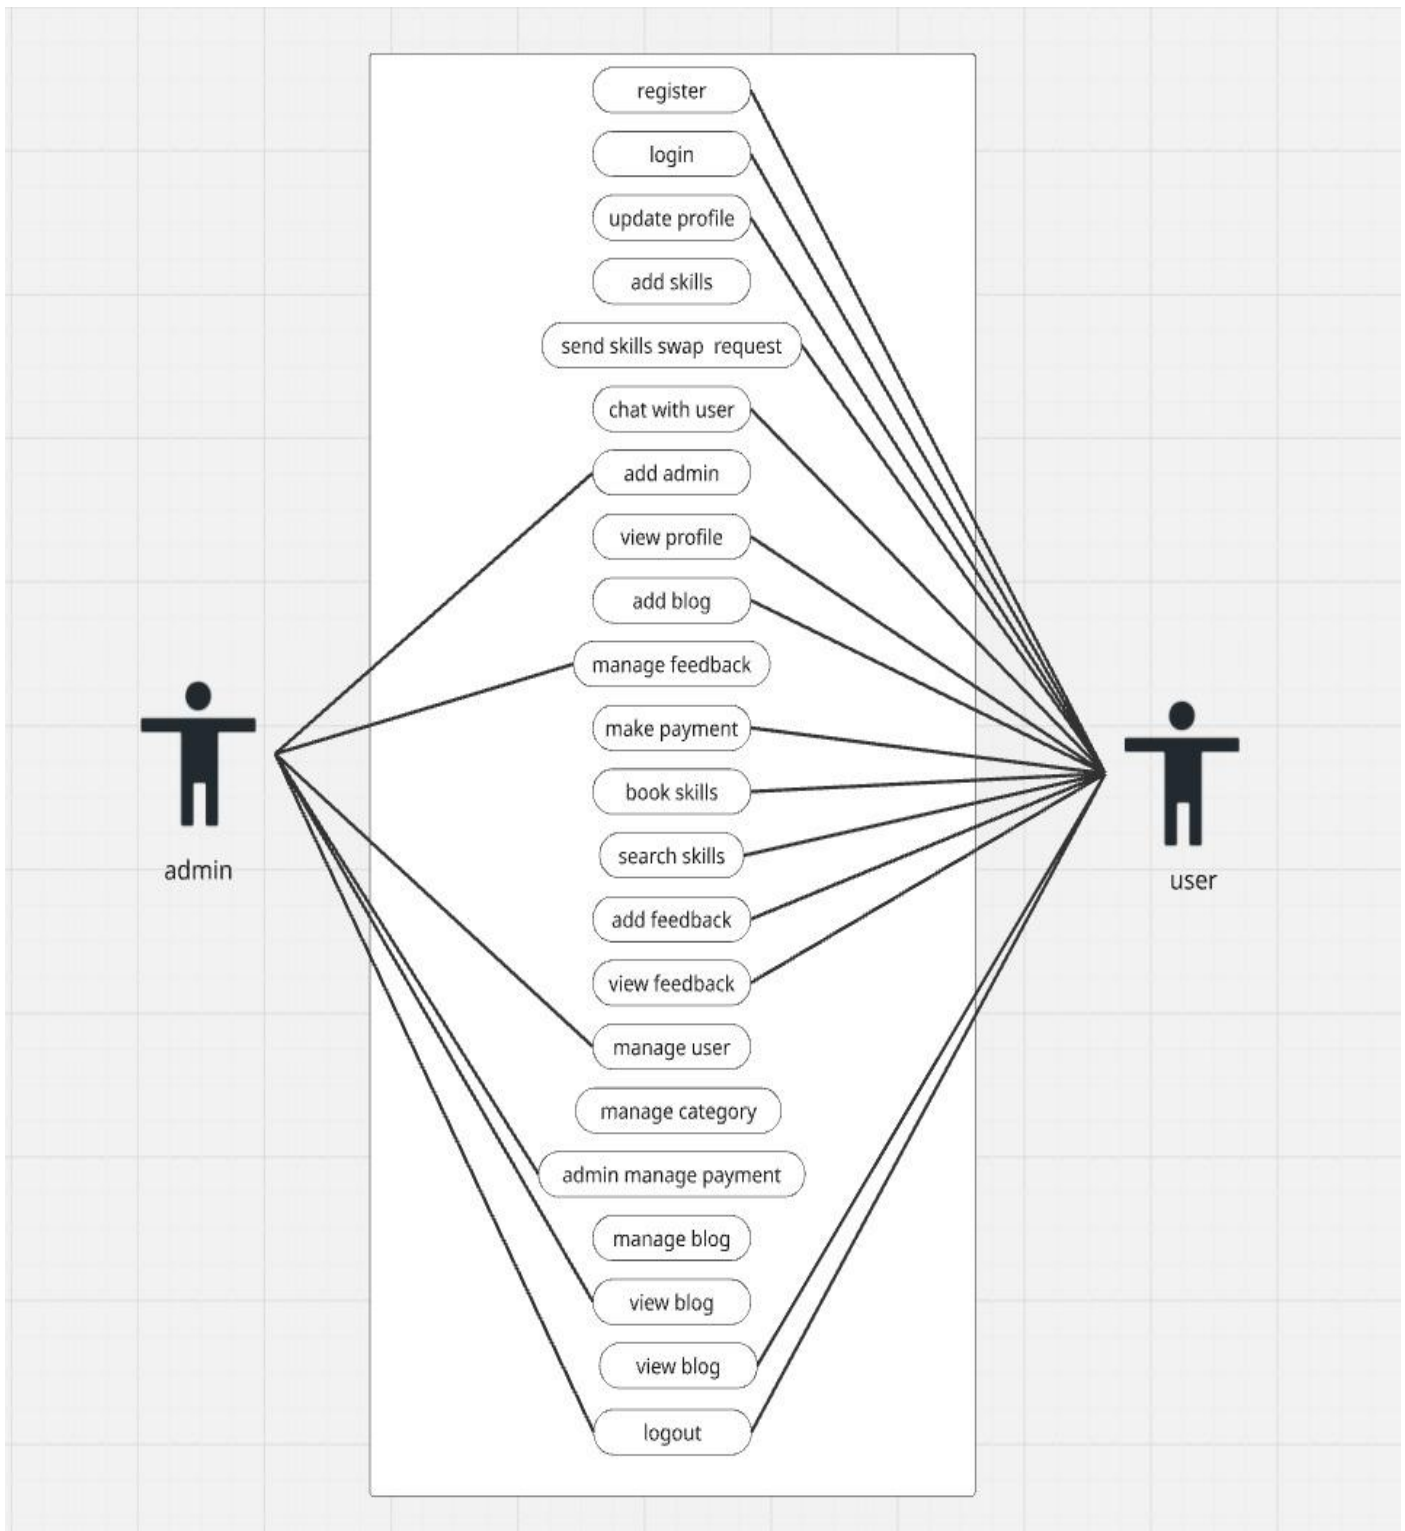 register
login
update profile
add skills
send skills swap  request
chat with user
add admin
view profile
add blog
manage feedback
make payment
book skills
search skills
admin
user
add feedback
view feedback
manage user
manage category
admin manage payment
manage blog
view blog
view blog
logout